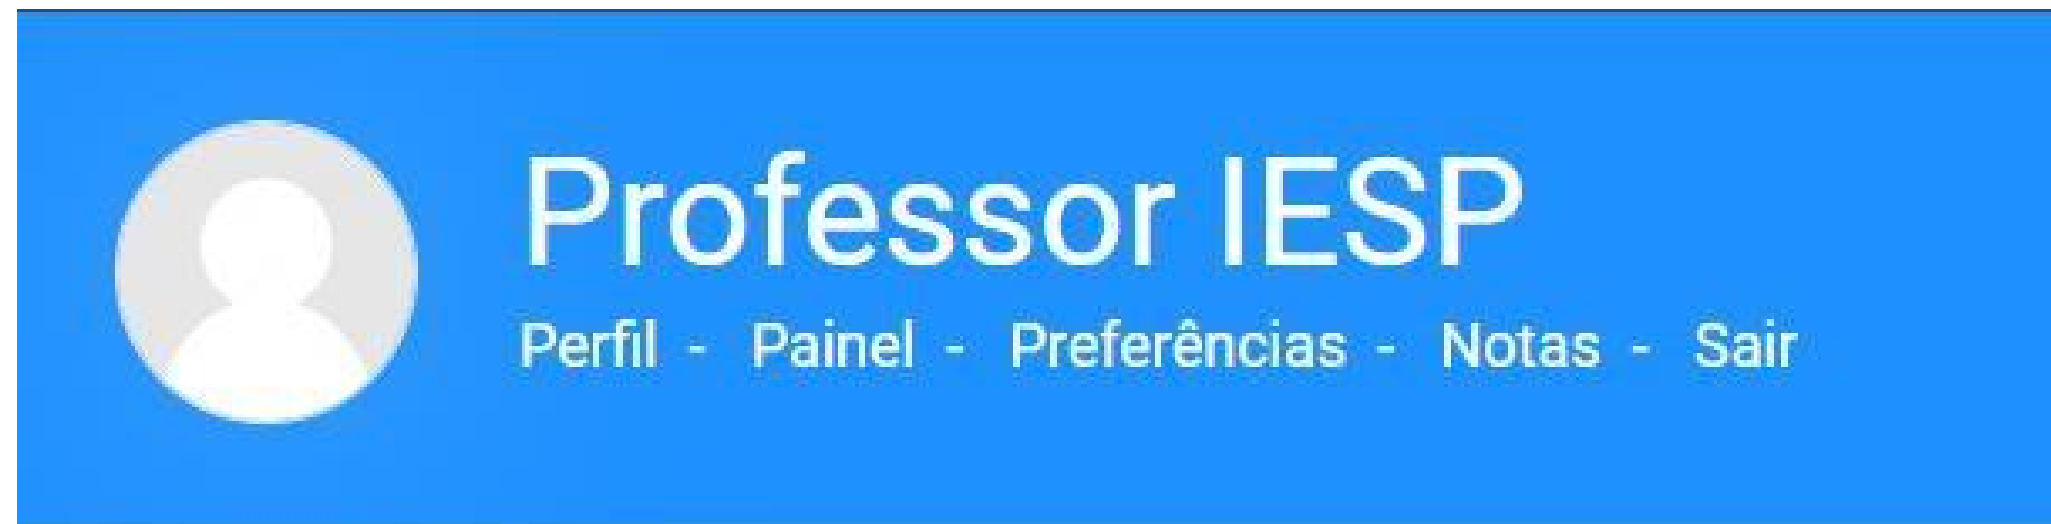 Professor IESP
Perfil - Painel - Preferências - Notas - Sair